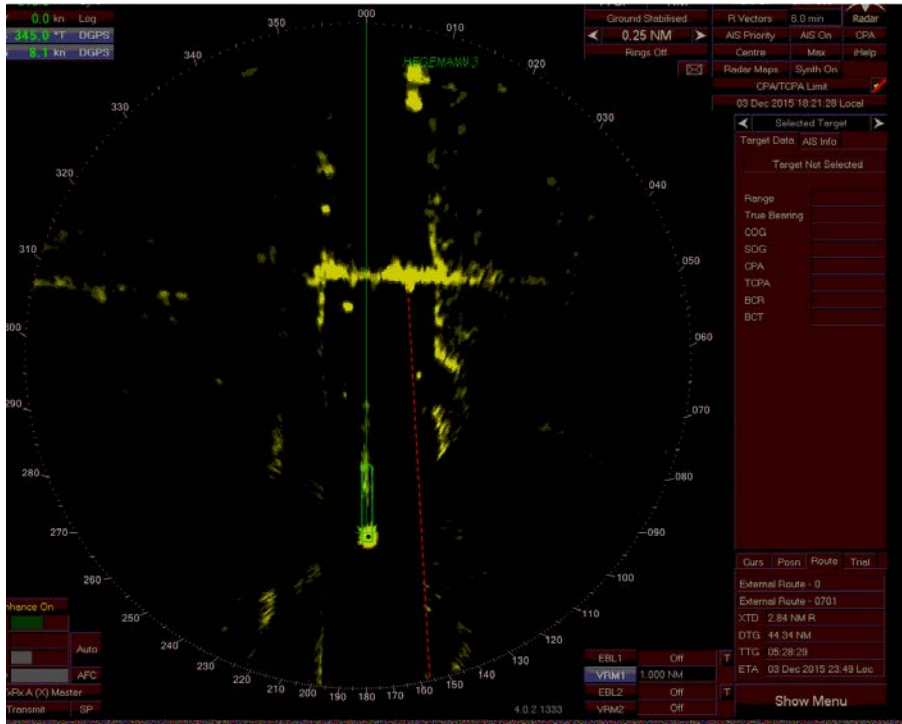 0.0 kn Log
345.0 °T DGPS
8.1 kn DGPS
Ground Stabilised
0.25 NM
Rings Off
R Vectors 6.0 min Radar
AIS Priority AIS On CPA
Centre Max iHelp
Radar Maps Synth On
CPA/TCPA Limit
03 Dec 2015 18:21:28 Local
Selected Target
Target Data AIS Info
Target Not Selected
Range
True Bearing
COG
SOG
CPA
TCPA
BCR
BCT
Curs Posn Route Trial
External Route - 0
External Route - 0701
XTD 2.84 NM R
DTG 44.34 NM
TTG 05:28:29
ETA 03 Dec 2015 23:49 Loc
Show Menu
HEGEMANN3
000
010
020
030
040
050
060
070
080
090
100
110
120
130
140
150
160
170
180
190
200
210
220
230
240
250
260
270
280
290
300
310
320
330
340
350
nhance On
Auto
AFC
xRx A (X) Master
Transmit SP
EBL1 Off T
VRM1 1.000 NM
EBL2 Off T
VRM2 Off
4.0.2.1333